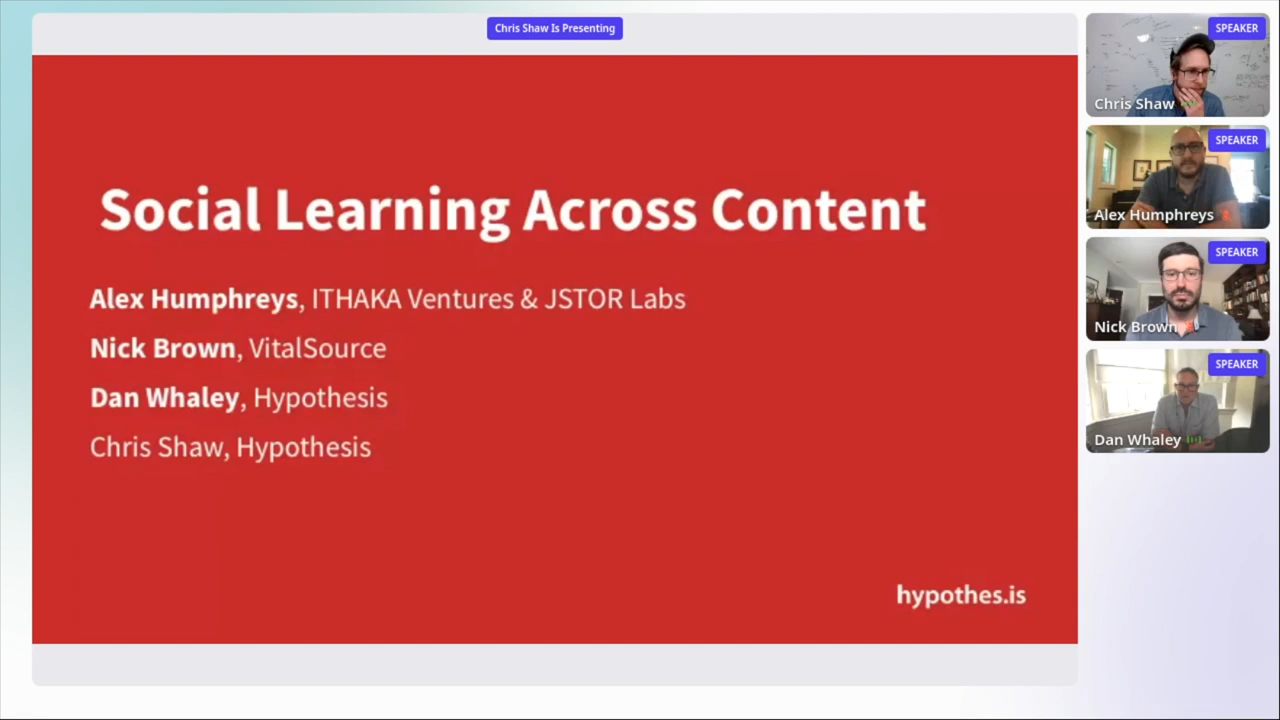 Chris Shaw Is Presenting
Social Learning Across Content
Alex Humphreys, ITHAKA Ventures & JSTOR Labs
Nick Brown, VitalSource
Dan Whaley, Hypothesis
Chris Shaw, Hypothesis
hypothes.is
SPEAKER
Chris Shaw
SPEAKER
Alex Humphreys
SPEAKER
Nick Brown
SPEAKER
Dan Whaley